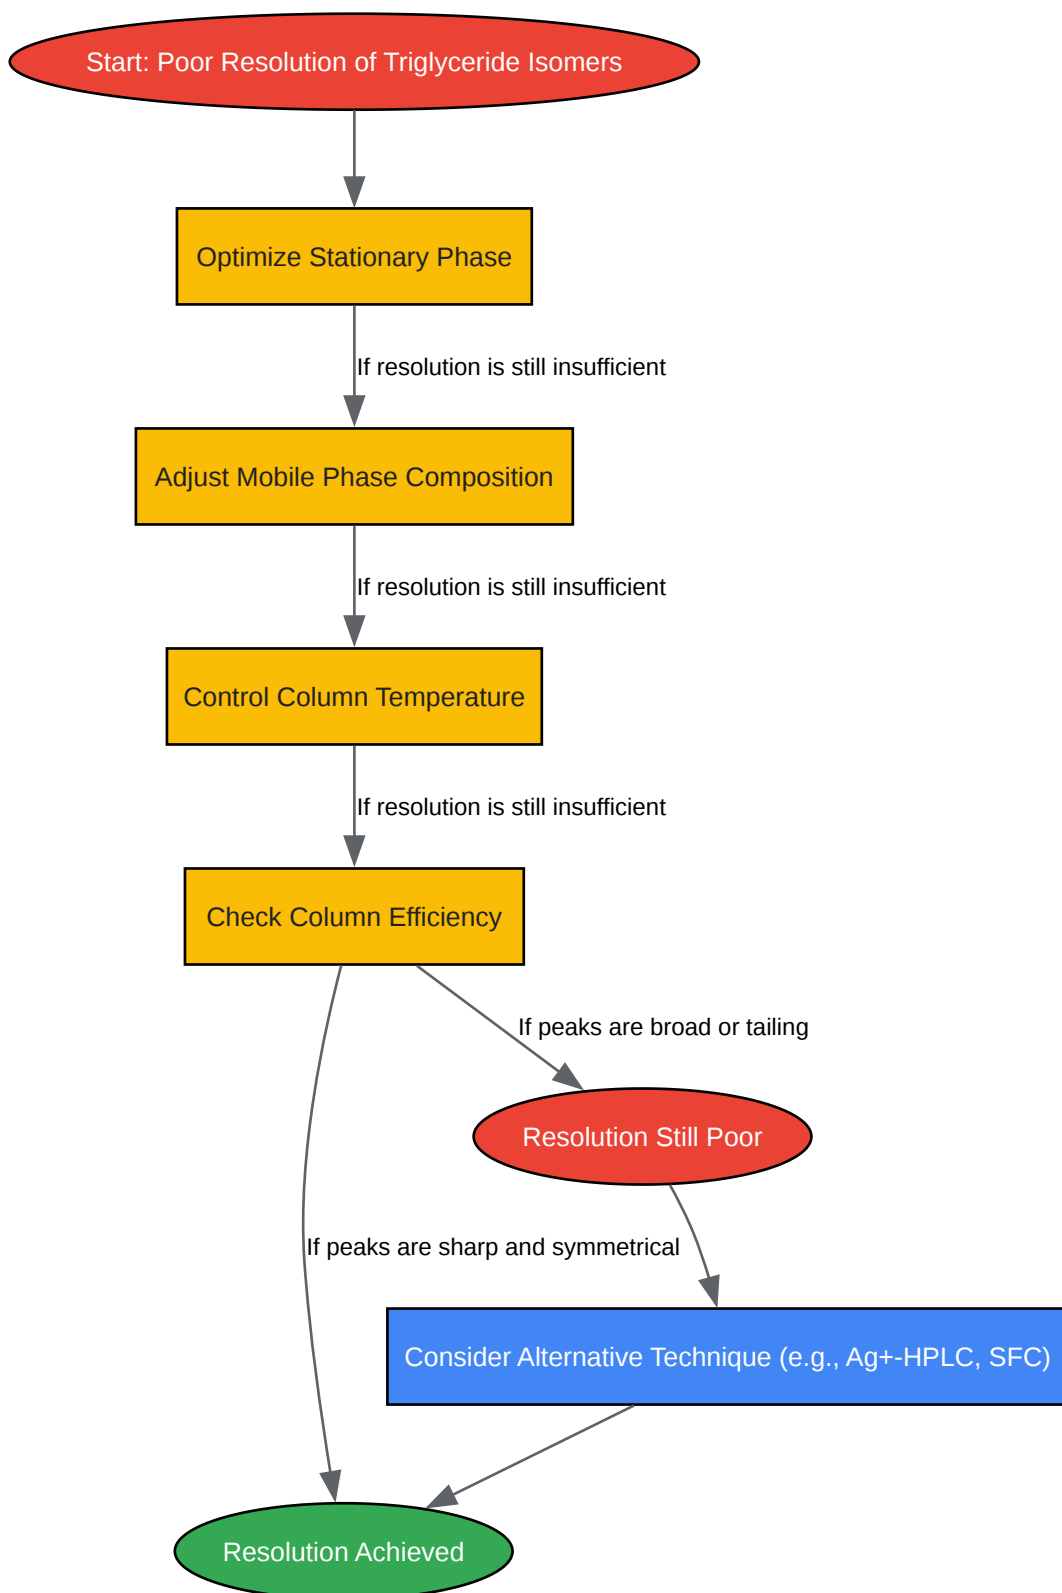 Start: Poor Resolution of Triglyceride Isomers
Optimize Stationary Phase
If resolution is still insufficient
Adjust Mobile Phase Composition
If resolution is still insufficient
Control Column Temperature
If resolution is still insufficient
Check Column Efficiency
If peaks are broad or tailing
Resolution Still Poor
If peaks are sharp and symmetrical
Consider Alternative Technique (e.g., Ag+-HPLC, SFC)
Resolution Achieved